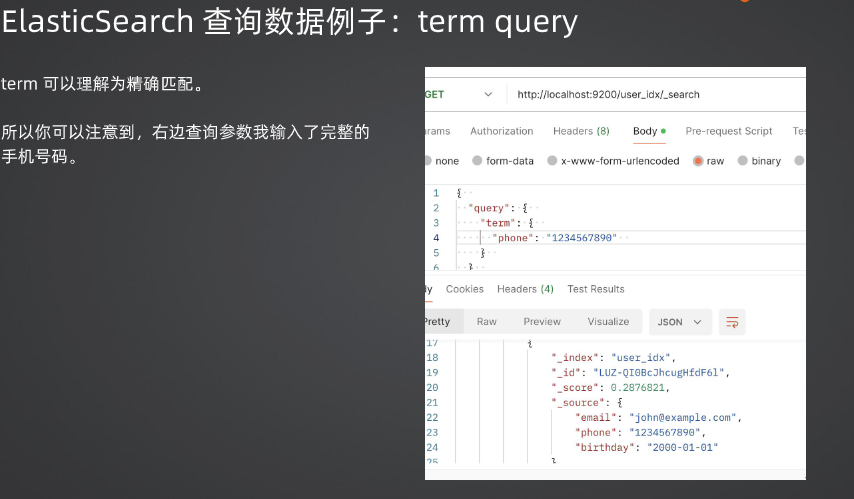 ElasticSearch 查询数据例子：term query
term 可以理解为精确匹配。
所以你可以注意到，右边查询参数我输入了完整的
手机号码。
GET http://localhost:9200/user_idx/_search
arams Authorization Headers (8) Body Pre-request Script Tes
none form-data x-www-form-urlencoded raw binary
1 {
2 "query": {
3 "term": {
4 "phone": "1234567890"
5 }
6 }
dy Cookies Headers (4) Test Results
Pretty Raw Preview Visualize JSON
17 {
18 "_index": "user_idx",
19 "_id": "LUZ-QI0BcJhcugHfdF6l",
20 "_score": 0.2876821,
21 "_source": {
22 "email": "john@example.com",
23 "phone": "1234567890",
24 "birthday": "2000-01-01"
25 }